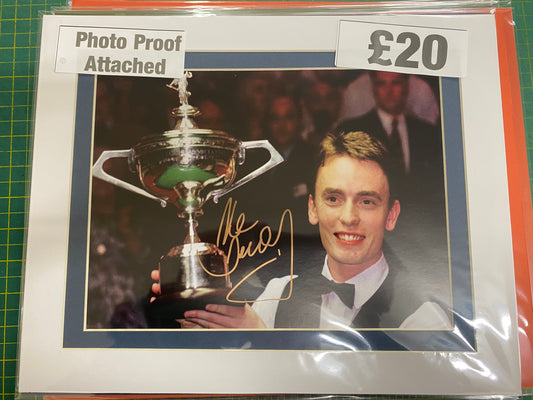 Photo Proof
Attached
£20